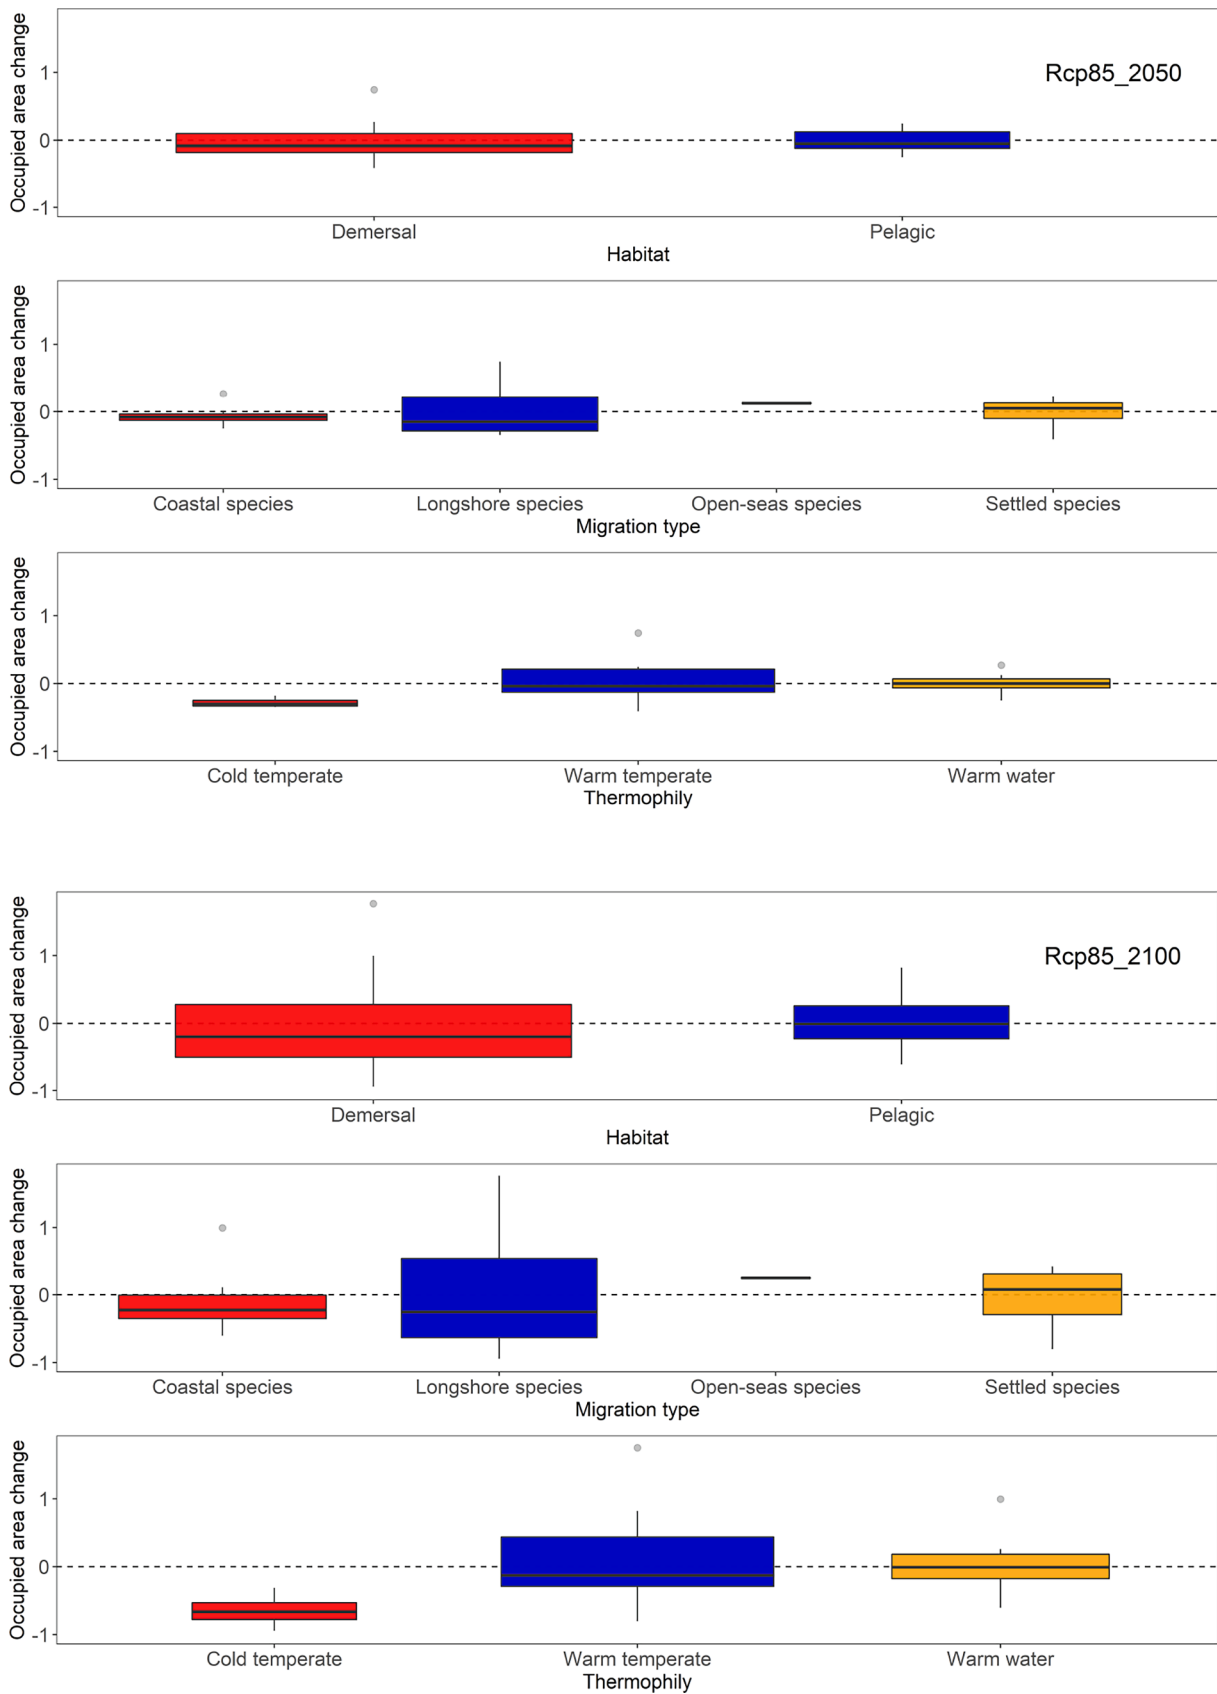 Occupied area change
1
0
-1
Rcp85_2050
Demersal Pelagic
Habitat
Occupied area change
1
0
-1
Coastal species Longshore species Open-seas species Settled species
Migration type
Occupied area change
1
0
-1
Cold temperate Warm temperate Warm water
Thermophily
Occupied area change
1
0
-1
Rcp85_2100
Demersal Pelagic
Habitat
Occupied area change
1
0
-1
Coastal species Longshore species Open-seas species Settled species
Migration type
Occupied area change
1
0
-1
Cold temperate Warm temperate Warm water
Thermophily